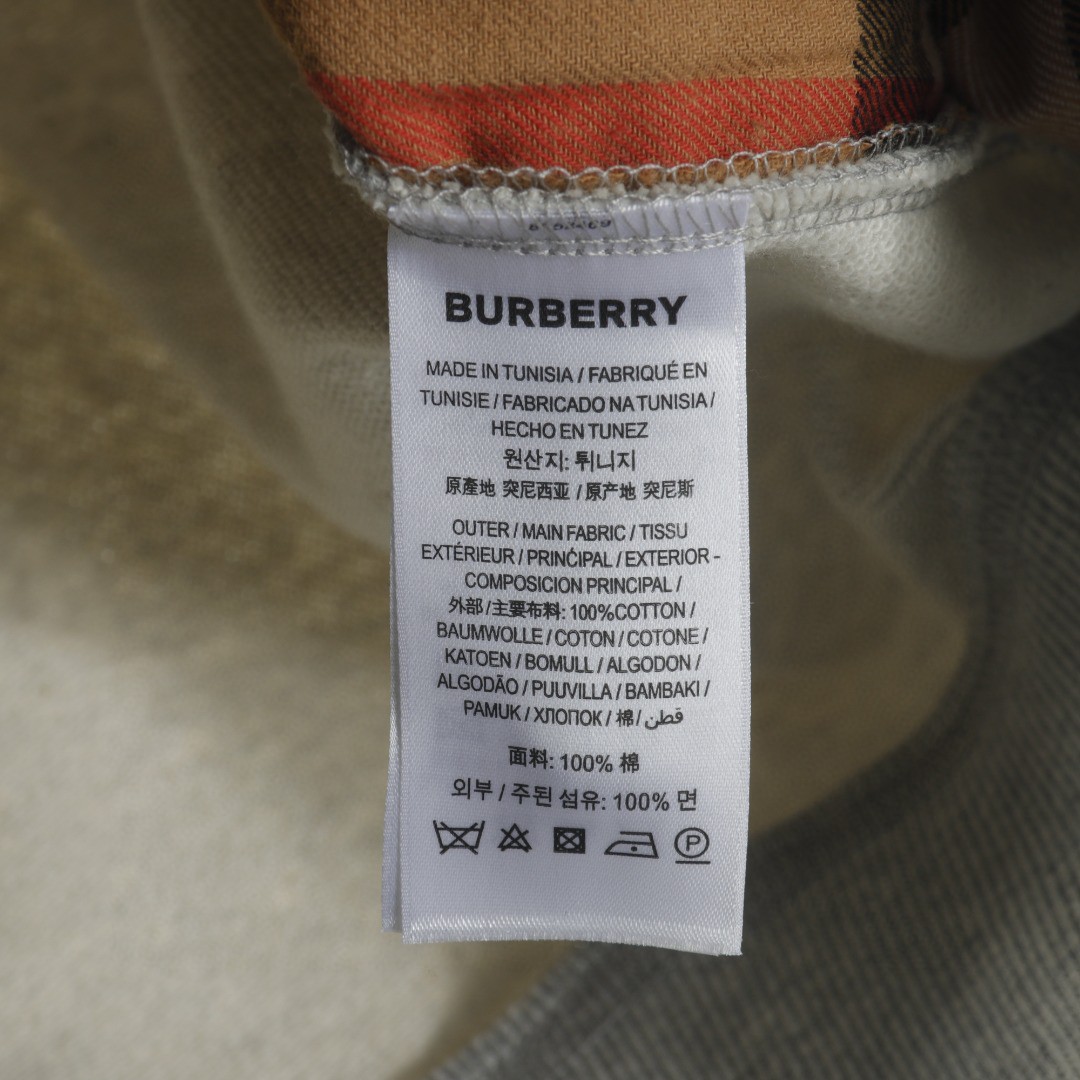 BURBERRY
MADE IN TUNISIA / FABRIQUÉ EN
TUNISIE / FABRICADO NA TUNISIA /
HECHO EN TUNEZ
원산지: 튀니지
原產地 突尼西亚 / 原产地 突尼斯
OUTER / MAIN FABRIC / TISSU
EXTÉRIEUR / PRINĆIPAL / EXTERIOR -
COMPOSICION PRINCIPAL /
外部 /主要布料: 100%COTTON /
BAUMWOLLE / COTON / COTONE /
KATOEN / BOMULL / ALGODON /
ALGODÃO / PUUVILLA / BAMBAKI /
PAMUK / ХЛОПОК / 棉 / قطن
面料: 100% 棉
외부 / 주된 섬유: 100% 면
P